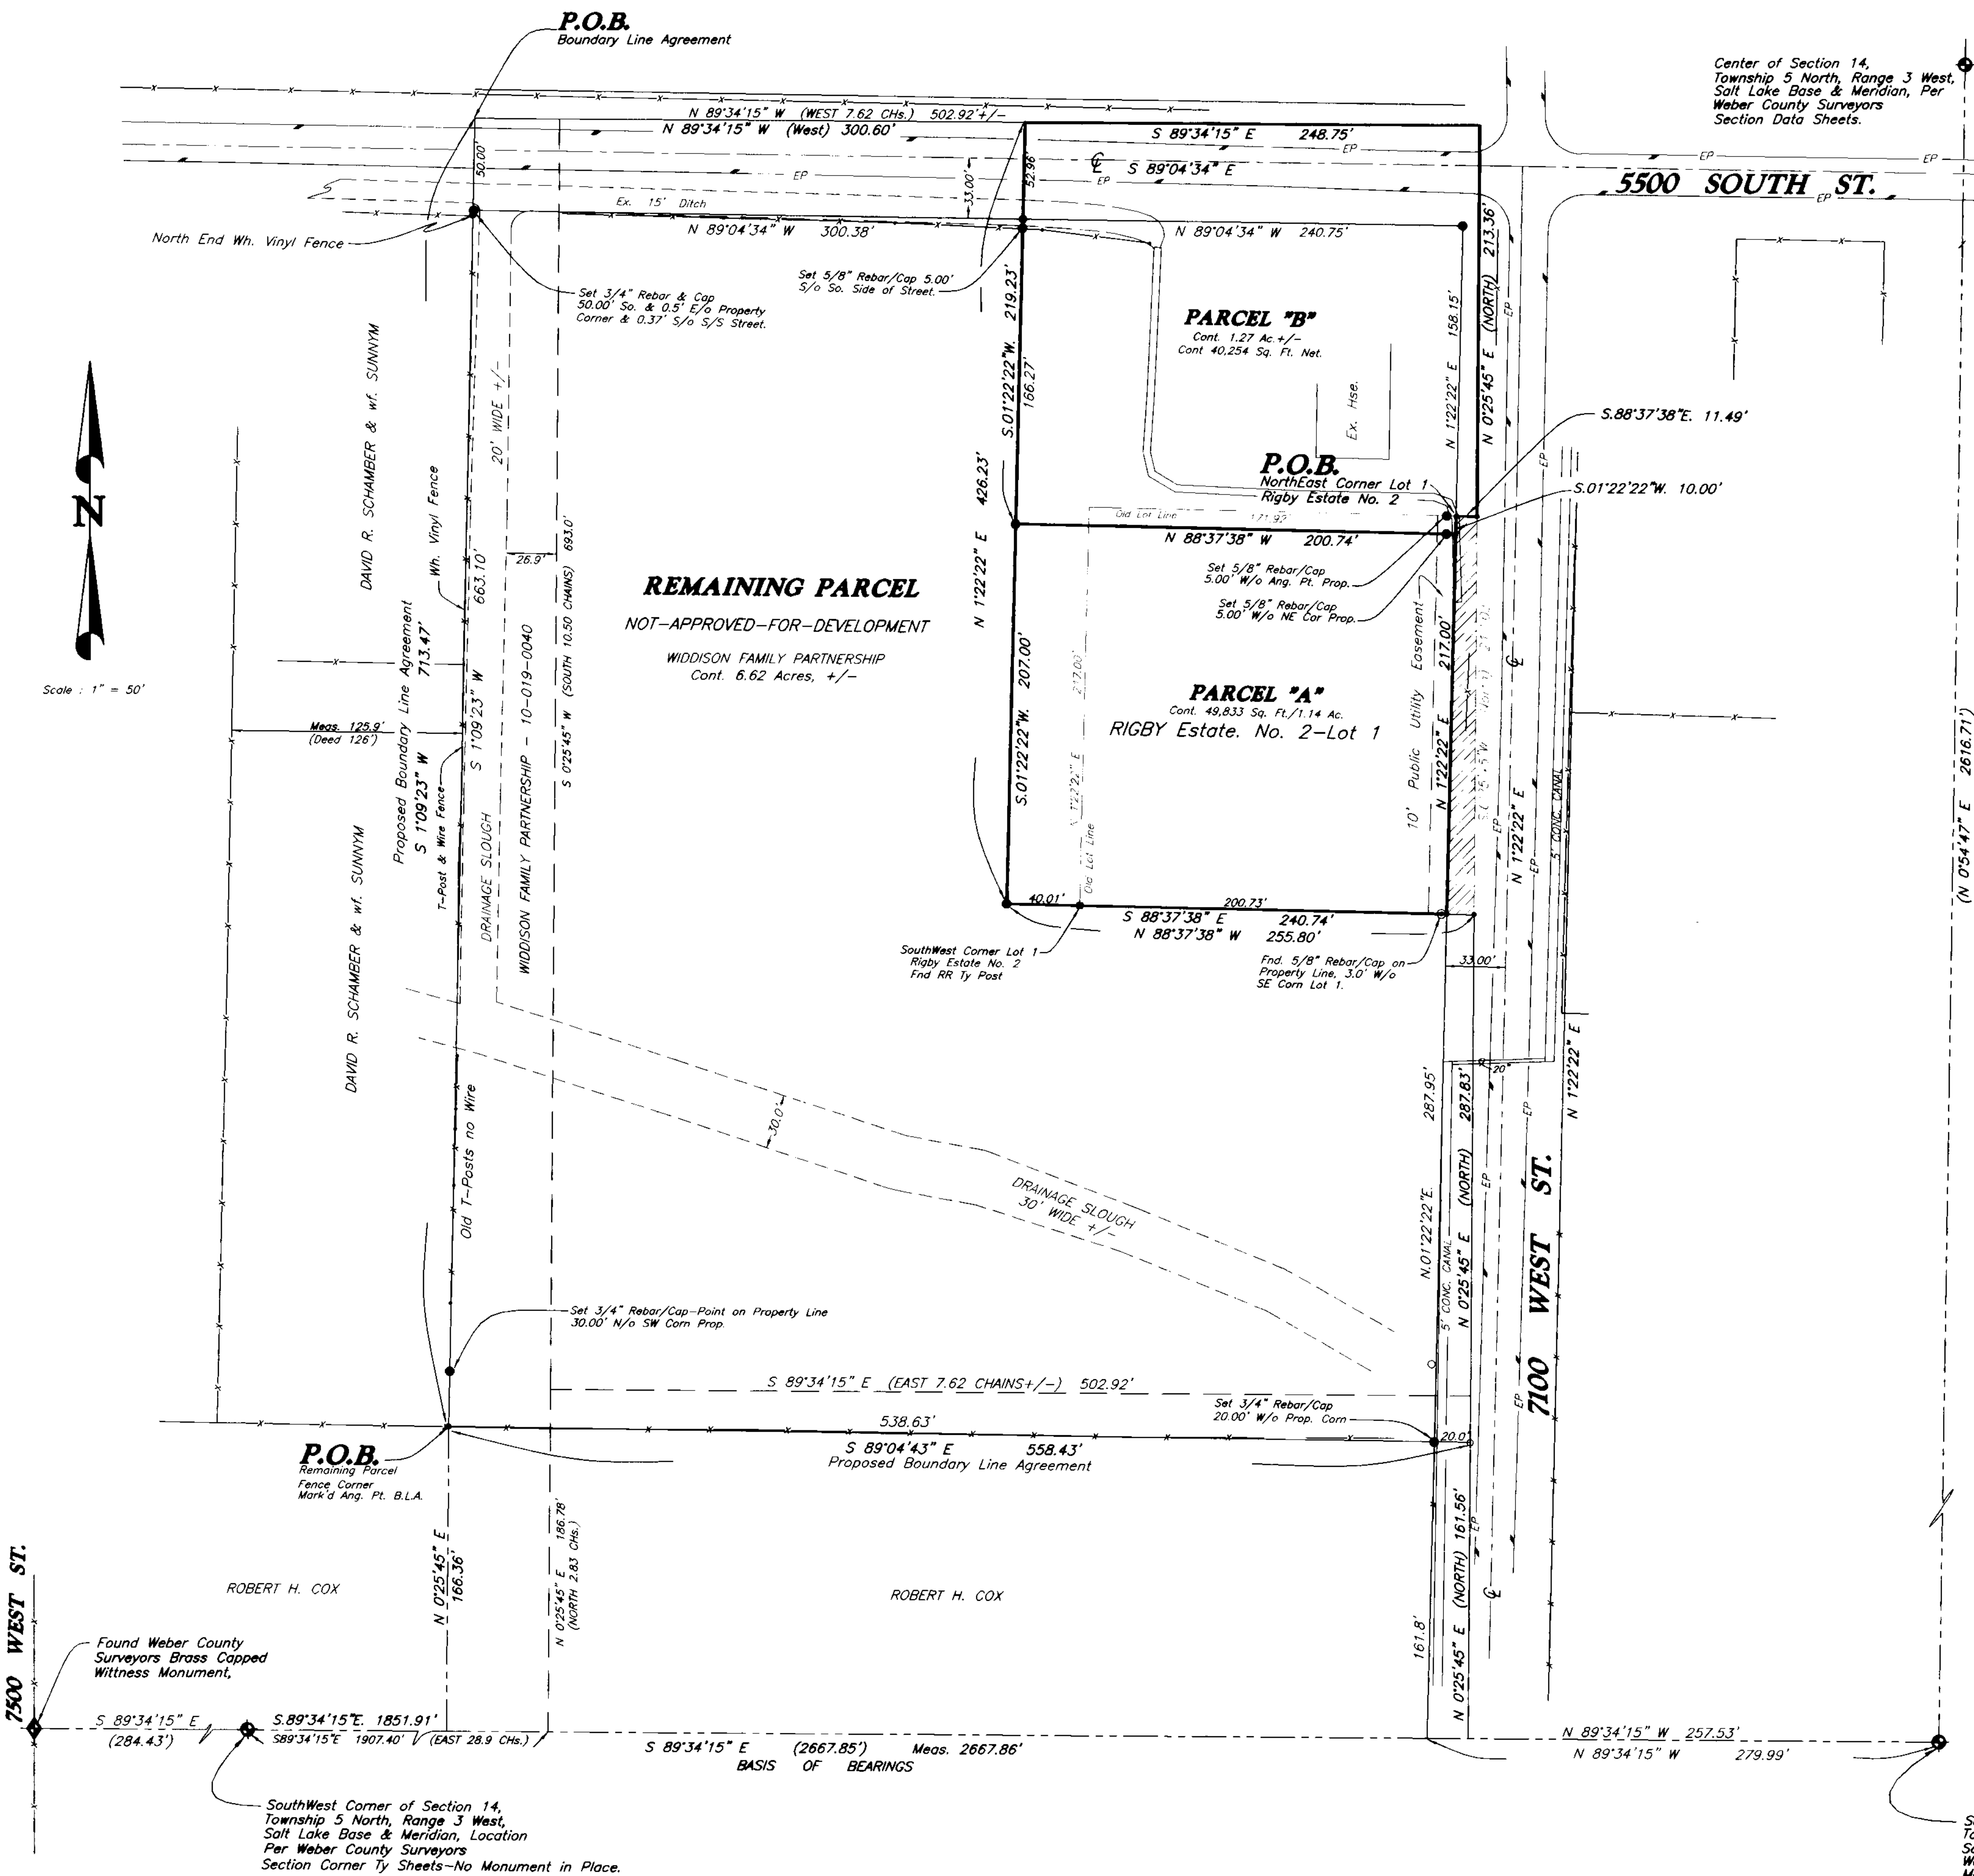 P.O.B.
Boundary Line Agreement
Center of Section 14,
Township 5 North, Range 3 West,
Salt Lake Base & Meridian, Per
Weber County Surveyors
Section Data Sheets.
N 89°34'15" W (WEST 7.62 CHs.) 502.92'+/-
N 89°34'15" W (West) 300.60'
S 89°34'15" E 248.75'
EP
EP
EP
50.00'
33.00'
52.96'
℄ S 89°04'34" E
EP
EP
5500 SOUTH ST.
EP
Ex. 15' Ditch
North End Wh. Vinyl Fence
N 89°04'34" W 300.38'
N 89°04'34" W 240.75'
N 0°25'45" E (NORTH) 213.36'
Set 3/4" Rebar & Cap
50.00' So. & 0.5' E/o Property
Corner & 0.37' S/o S/S Street.
Set 5/8" Rebar/Cap 5.00'
S/o So. Side of Street.
S.01°22'22"W. 219.23'
166.27'
PARCEL "B"
Cont. 1.27 Ac.+/-
Cont 40,254 Sq. Ft. Net.
Ex. Hse.
N 1°22'22" E 158.15'
EP
DAVID R. SCHAMBER & wf. SUNNYM
20' WIDE +/-
S.88°37'38"E. 11.49'
N
P.O.B.
NorthEast Corner Lot 1
Rigby Estate No. 2
S.01°22'22"W. 10.00'
EP
Wh. Vinyl Fence
663.10'
S 0°25'45" W (SOUTH 10.50 CHAINS) 693.0'
N 1°22'22" E 426.23'
Old Lot Line 171.92'
N 88°37'38" W 200.74'
26.9'
REMAINING PARCEL
NOT-APPROVED-FOR-DEVELOPMENT
WIDDISON FAMILY PARTNERSHIP
Cont. 6.62 Acres, +/-
Set 5/8" Rebar/Cap
5.00' W/o Ang. Pt. Prop.
Set 5/8" Rebar/Cap
5.00' W/o NE Cor Prop.
10' Public Utility Easement
N 1°22'22" E 217.00'
℄
Scale : 1" = 50'
Proposed Boundary Line Agreement
S 1°09'23" W 713.47'
S 1°09'23" W
Meas. 125.9'
(Deed 126')
T-Post & Wire Fence
DRAINAGE SLOUGH
WIDDISON FAMILY PARTNERSHIP - 10-019-0040
S.01°22'22"W. 207.00'
N 1°22'22" E 217.00'
Old Lot Line
PARCEL "A"
Cont. 49,833 Sq. Ft./1.14 Ac.
RIGBY Estate. No. 2-Lot 1
EP
EP
N 1°22'22" E
5' CONC. CANAL
(N 0°54'47" E 2616.71')
DAVID R. SCHAMBER & wf. SUNNYM
40.01'
200.73'
S 88°37'38" E 240.74'
N 88°37'38" W 255.80'
SouthWest Corner Lot 1
Rigby Estate No. 2
Fnd RR Ty Post
Fnd. 5/8" Rebar/Cap on
Property Line, 3.0' W/o
SE Corn Lot 1.
33.00'
20"
N 1°22'22" E
EP
Old T-Posts no Wire
30.0'
DRAINAGE SLOUGH
30' WIDE +/-
N.01°22'22"E. 287.95'
5' CONC. CANAL
N 0°25'45" E (NORTH) 287.83'
EP
7100 WEST ST.
EP
Set 3/4" Rebar/Cap-Point on Property Line
30.00' N/o SW Corn Prop.
S 89°34'15" E (EAST 7.62 CHAINS+/-) 502.92'
Set 3/4" Rebar/Cap
20.00' W/o Prop. Corn
538.63'
20.0'
S 89°04'43" E 558.43'
Proposed Boundary Line Agreement
P.O.B.
Remaining Parcel
Fence Corner
Mark'd Ang. Pt. B.L.A.
N 0°25'45" E
166.36'
N 0°25'45" E 186.78'
(NORTH 2.83 CHs.)
161.8'
N 0°25'45" E (NORTH) 161.56'
EP
℄
ROBERT H. COX
ROBERT H. COX
7500 WEST ST.
Found Weber County
Surveyors Brass Capped
Wittness Monument,
S 89°34'15" E
(284.43')
S.89°34'15"E. 1851.91'
S89°34'15"E 1907.40' (EAST 28.9 CHs.)
S 89°34'15" E (2667.85') Meas. 2667.86'
BASIS OF BEARINGS
N 89°34'15" W 257.53'
N 89°34'15" W 279.99'
SouthWest Corner of Section 14,
Township 5 North, Range 3 West,
Salt Lake Base & Meridian, Location
Per Weber County Surveyors
Section Corner Ty Sheets-No Monument in Place.